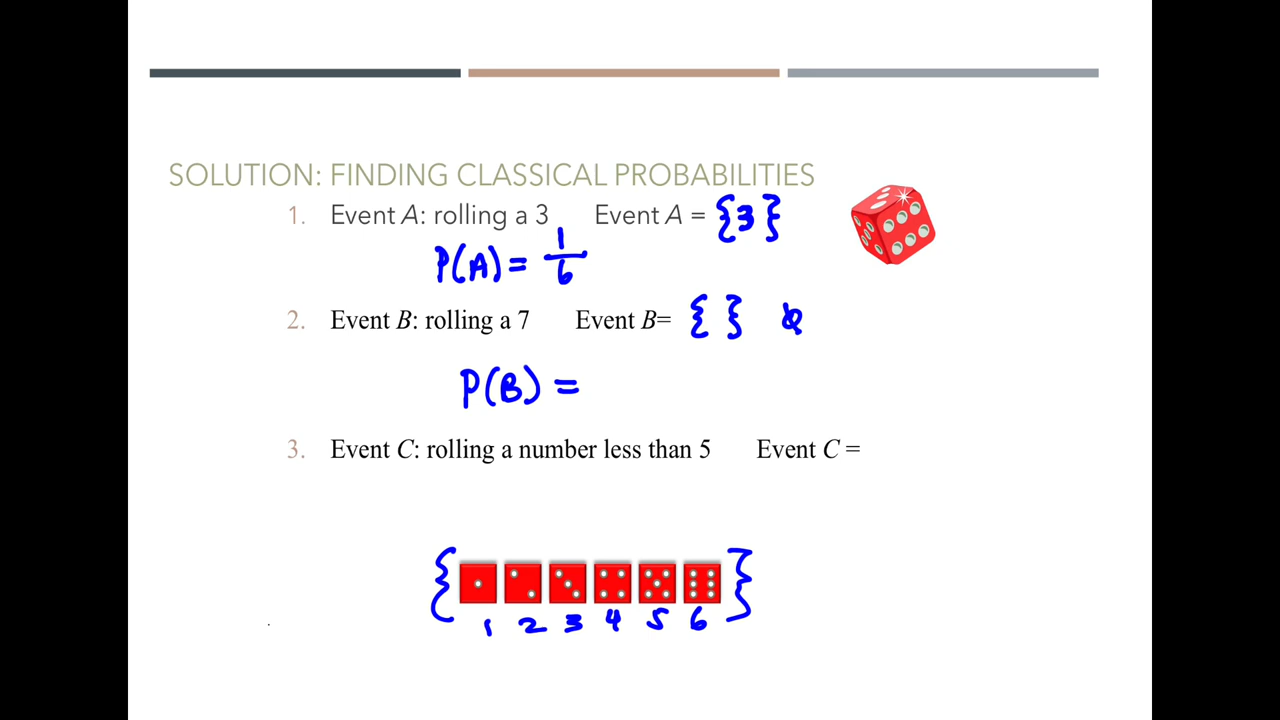 SOLUTION: FINDING CLASSICAL PROBABILITIES
1. Event A: rolling a 3 Event A = {3}
P(A) = 1/6
2. Event B: rolling a 7 Event B= { }
P(B) =
3. Event C: rolling a number less than 5 Event C =
{ }
1 2 3 4 5 6